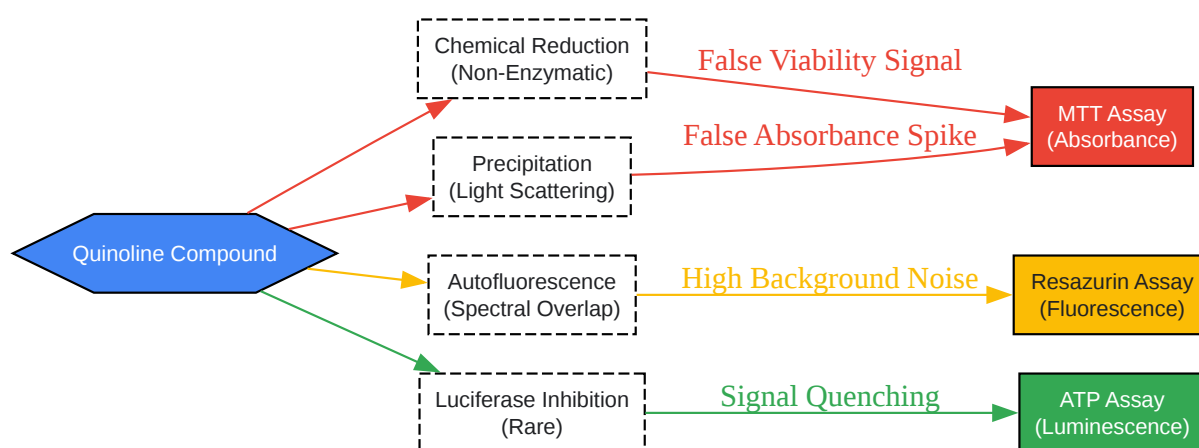 Chemical Reduction
(Non-Enzymatic)
False Viability Signal
MTT Assay
(Absorbance)
Precipitation
(Light Scattering)
False Absorbance Spike
Quinoline Compound
Autofluorescence
(Spectral Overlap)
High Background Noise
Resazurin Assay
(Fluorescence)
Luciferase Inhibition
(Rare)
Signal Quenching
ATP Assay
(Luminescence)